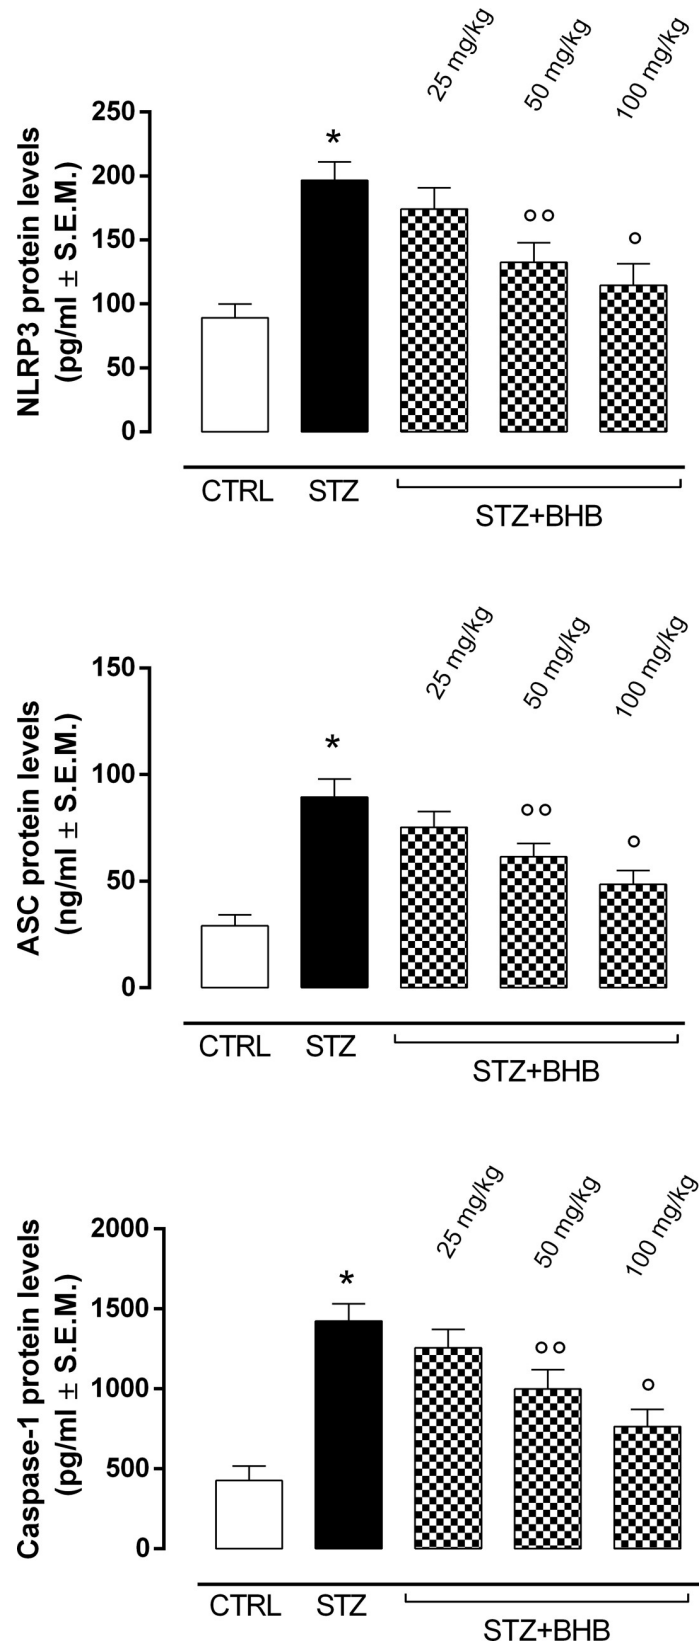 25 mg/kg
50 mg/kg
100 mg/kg
NLRP3 protein levels
(pg/ml ± S.E.M.)
250
200
150
100
50
0
*
°°
°
CTRL
STZ
STZ+BHB
25 mg/kg
50 mg/kg
100 mg/kg
ASC protein levels
(ng/ml ± S.E.M.)
150
100
50
0
*
°°
°
CTRL
STZ
STZ+BHB
25 mg/kg
50 mg/kg
100 mg/kg
Caspase-1 protein levels
(pg/ml ± S.E.M.)
2000
1500
1000
500
0
*
°°
°
CTRL
STZ
STZ+BHB